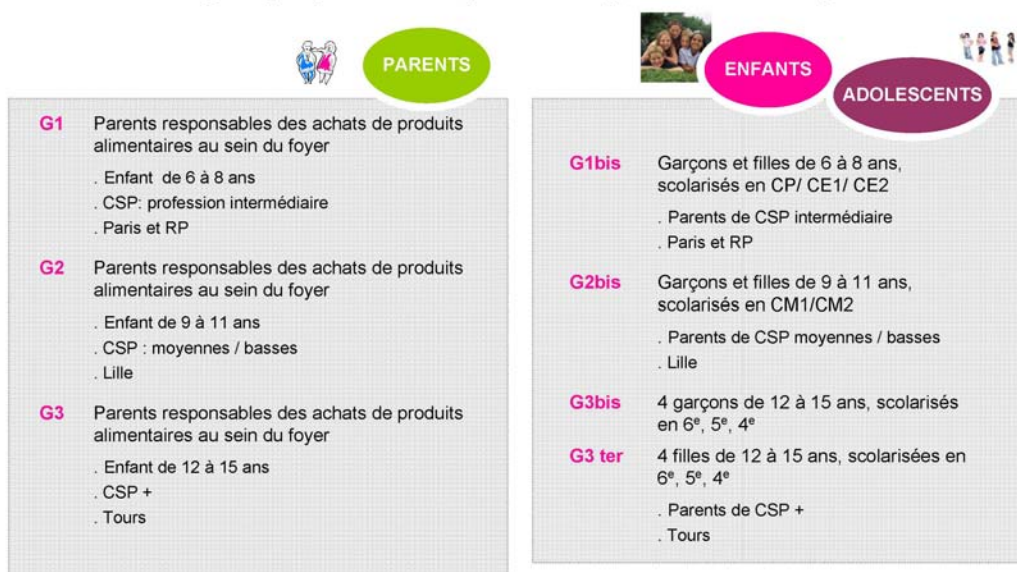 PARENTS
G1 Parents responsables des achats de produits
alimentaires au sein du foyer
. Enfant de 6 à 8 ans
. CSP: profession intermédiaire
. Paris et RP
G2 Parents responsables des achats de produits
alimentaires au sein du foyer
. Enfant de 9 à 11 ans
. CSP : moyennes / basses
. Lille
G3 Parents responsables des achats de produits
alimentaires au sein du foyer
. Enfant de 12 à 15 ans
. CSP +
. Tours
ENFANTS
ADOLESCENTS
G1bis Garçons et filles de 6 à 8 ans,
scolarisés en CP/ CE1/ CE2
. Parents de CSP intermédiaire
. Paris et RP
G2bis Garçons et filles de 9 à 11 ans,
scolarisés en CM1/CM2
. Parents de CSP moyennes / basses
. Lille
G3bis 4 garçons de 12 à 15 ans, scolarisés
en 6e, 5e, 4e
G3 ter 4 filles de 12 à 15 ans, scolarisées en
6e, 5e, 4e
. Parents de CSP +
. Tours